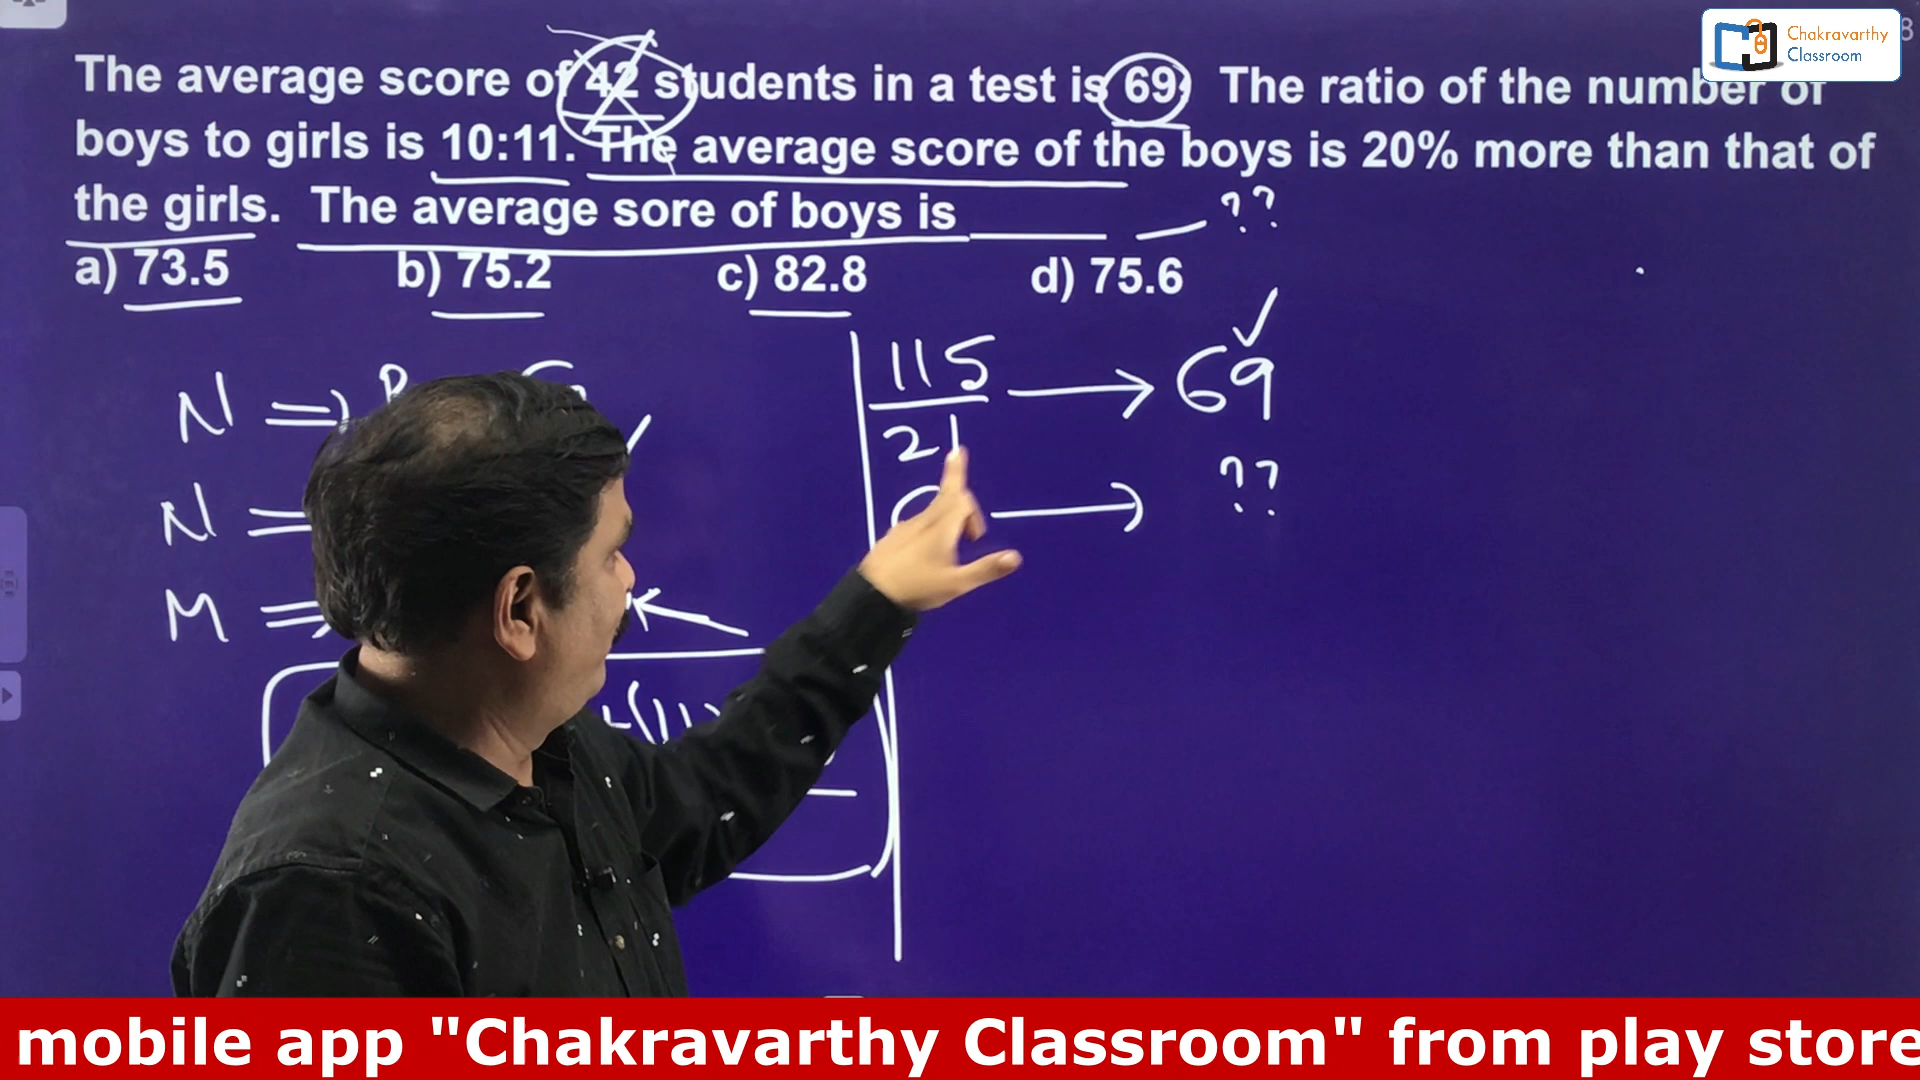 Chakravarthy
Classroom
The average score of 42 students in a test is 69. The ratio of the number of
boys to girls is 10:11. The average score of the boys is 20% more than that of
the girls. The average sore of boys is ______ ??
a) 73.5 b) 75.2 c) 82.8 d) 75.6
115
21
69
N ⇒
N
M
??
mobile app "Chakravarthy Classroom" from play store